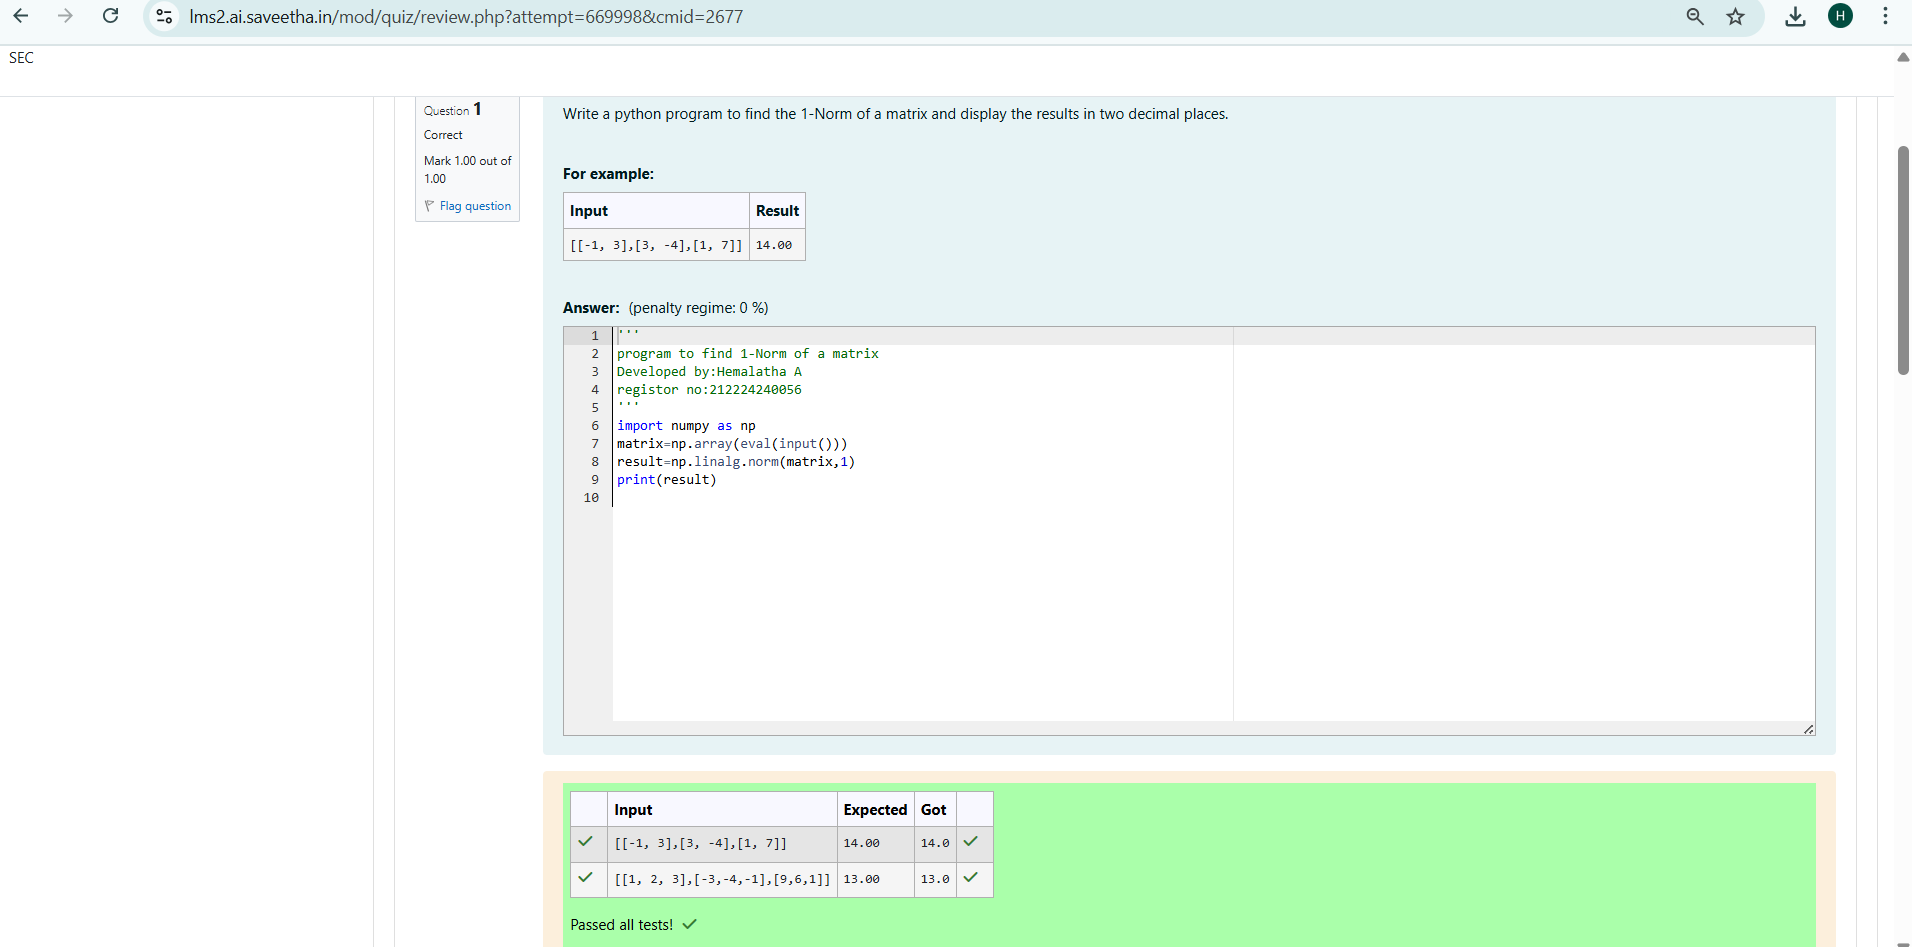 lms2.ai.saveetha.in/mod/quiz/review.php?attempt=669998&cmid=2677
H
SEC
Question 1
Correct
Mark 1.00 out of
1.00
Flag question
Write a python program to find the 1-Norm of a matrix and display the results in two decimal places.
For example:
Input Result
[[-1, 3],[3, -4],[1, 7]] 14.00
Answer: (penalty regime: 0 %)
1 '''
2 program to find 1-Norm of a matrix
3 Developed by:Hemalatha A
4 registor no:212224240056
5 '''
6 import numpy as np
7 matrix=np.array(eval(input()))
8 result=np.linalg.norm(matrix,1)
9 print(result)
10
Input Expected Got
[[-1, 3],[3, -4],[1, 7]] 14.00 14.0
[[1, 2, 3],[-3,-4,-1],[9,6,1]] 13.00 13.0
Passed all tests!